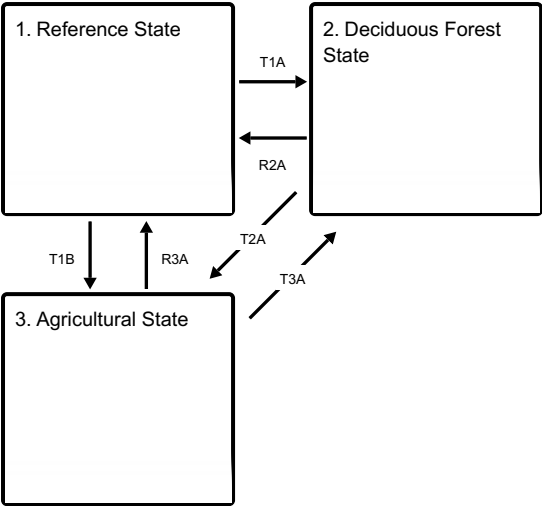 1. Reference State
2. Deciduous Forest
State
T1A
R2A
T2A
T1B
R3A
T3A
3. Agricultural State